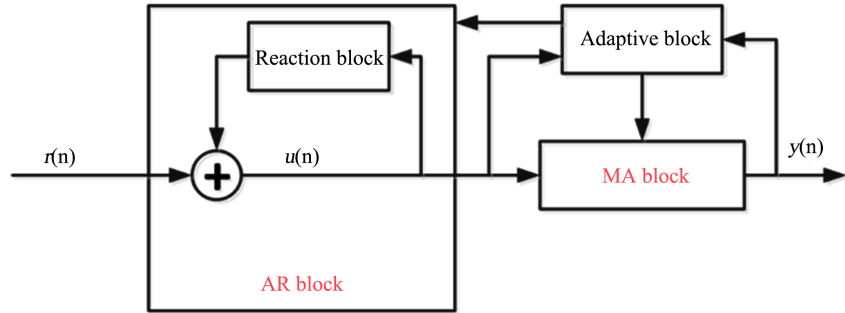 Reaction block
Adaptive block
r(n)
u(n)
MA block
y(n)
AR block